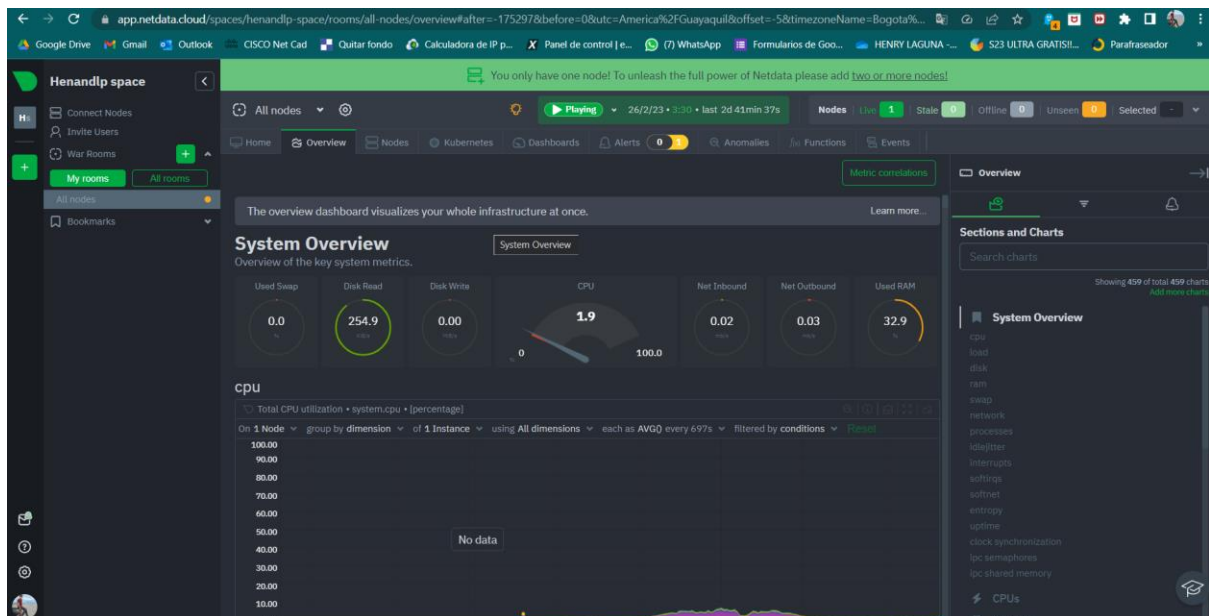 app.netdata.cloud/spaces/henandlp-space/rooms/all-nodes/overview#after=-175297&before=0&utc=America%2FGuayaquil&offset=-5&timezoneName=Bogota%...
Google Drive Gmail Outlook CISCO Net Cad Quitar fondo Calculadora de IP p... Panel de control | e... (7) WhatsApp Formularios de Goo... HENRY LAGUNA -... S23 ULTRA GRATIS!!... Parafraseador »
Henandlp space
You only have one node! To unleash the full power of Netdata please add two or more nodes!
Connect Nodes
Invite Users
War Rooms
My rooms All rooms
All nodes
Bookmarks
All nodes
Playing 26/2/23 • 3:30 • last 2d 41min 37s
Nodes Live 1 Stale 0 Offline 0 Unseen 0 Selected -
Home Overview Nodes Kubernetes Dashboards Alerts 0 1 Anomalies Functions Events
Metric correlations
The overview dashboard visualizes your whole infrastructure at once. Learn more...
System Overview
System Overview
Overview of the key system metrics.
Used Swap Disk Read Disk Write CPU Net Inbound Net Outbound Used RAM
0.0 254.9 0.00 1.9 0.02 0.03 32.9
% 0 100.0 %
cpu
Total CPU utilization • system.cpu • [percentage]
On 1 Node group by dimension of 1 Instance using All dimensions each as AVG() every 697s filtered by conditions Reset
100.00
90.00
80.00
70.00
60.00
50.00
No data
40.00
30.00
20.00
10.00
Overview
Sections and Charts
Search charts
Showing 459 of total 459 charts
Add more charts
System Overview
cpu
load
disk
ram
swap
network
processes
idlejitter
interrupts
softirqs
softnet
entropy
uptime
clock synchronization
ipc semaphores
ipc shared memory
CPUs